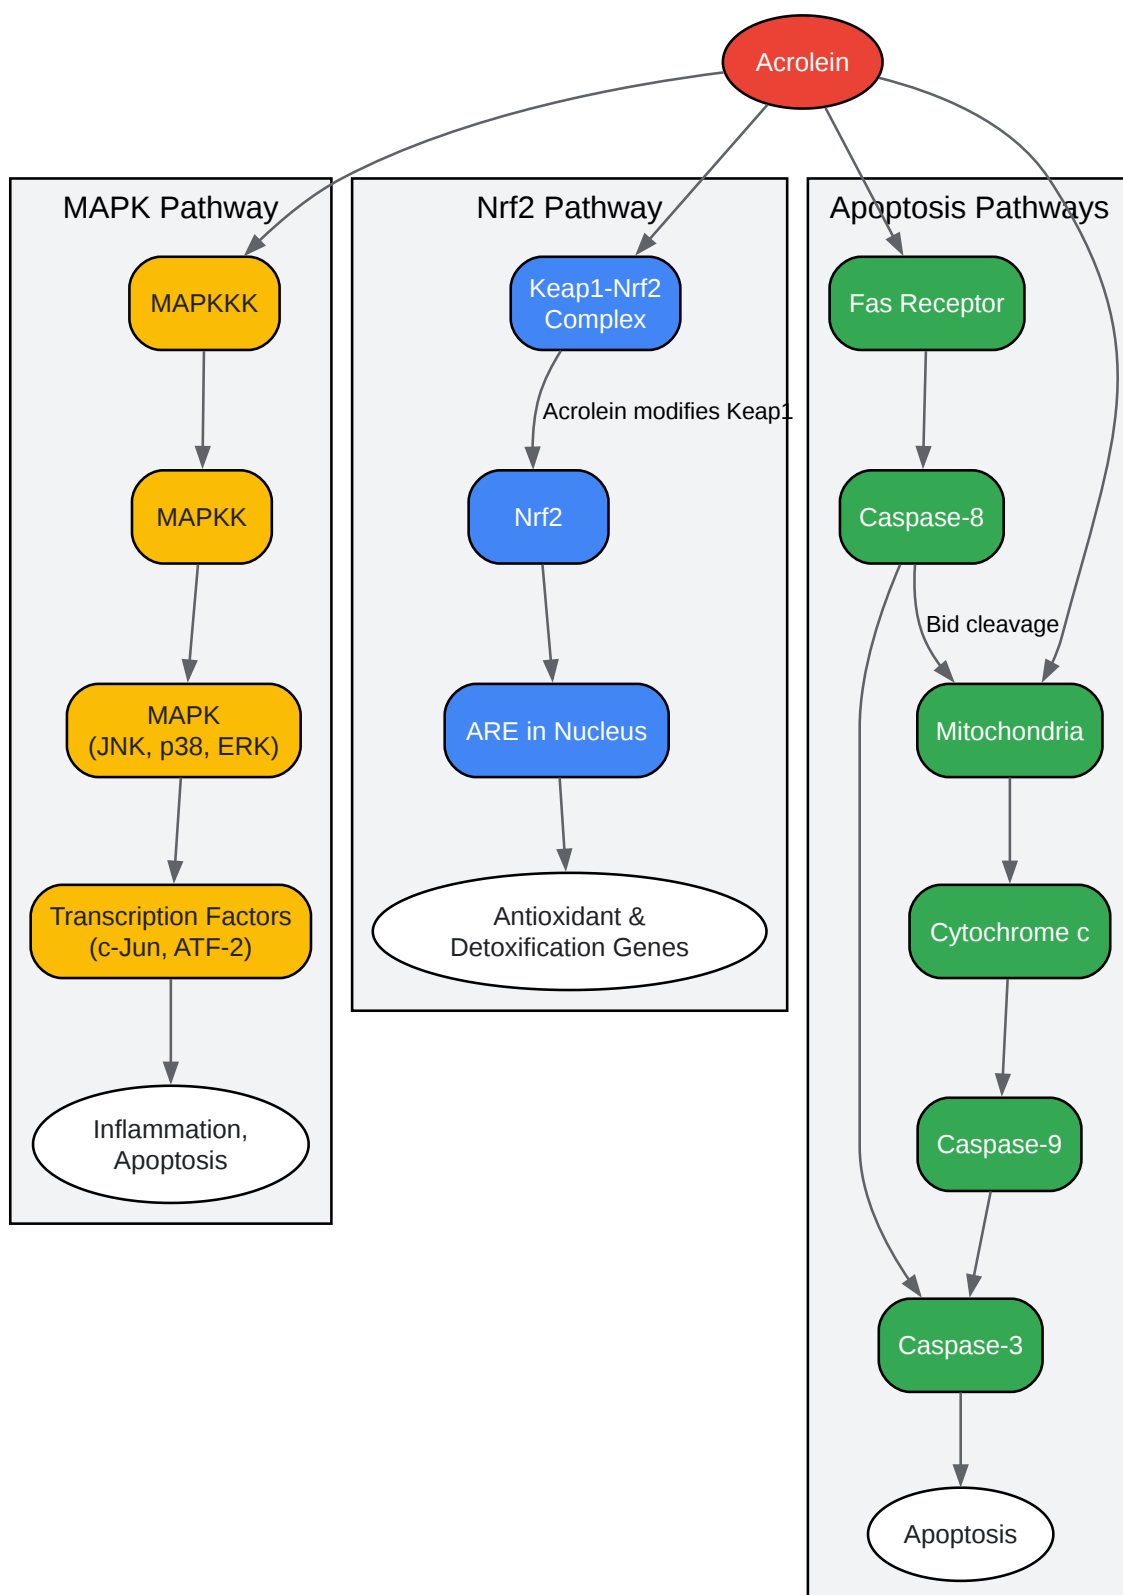 Acrolein
MAPK Pathway
MAPKKK
MAPKK
MAPK
(JNK, p38, ERK)
Transcription Factors
(c-Jun, ATF-2)
Inflammation,
Apoptosis
Nrf2 Pathway
Keap1-Nrf2
Complex
Acrolein modifies Keap1
Nrf2
ARE in Nucleus
Antioxidant &
Detoxification Genes
Apoptosis Pathways
Fas Receptor
Caspase-8
Bid cleavage
Mitochondria
Cytochrome c
Caspase-9
Caspase-3
Apoptosis